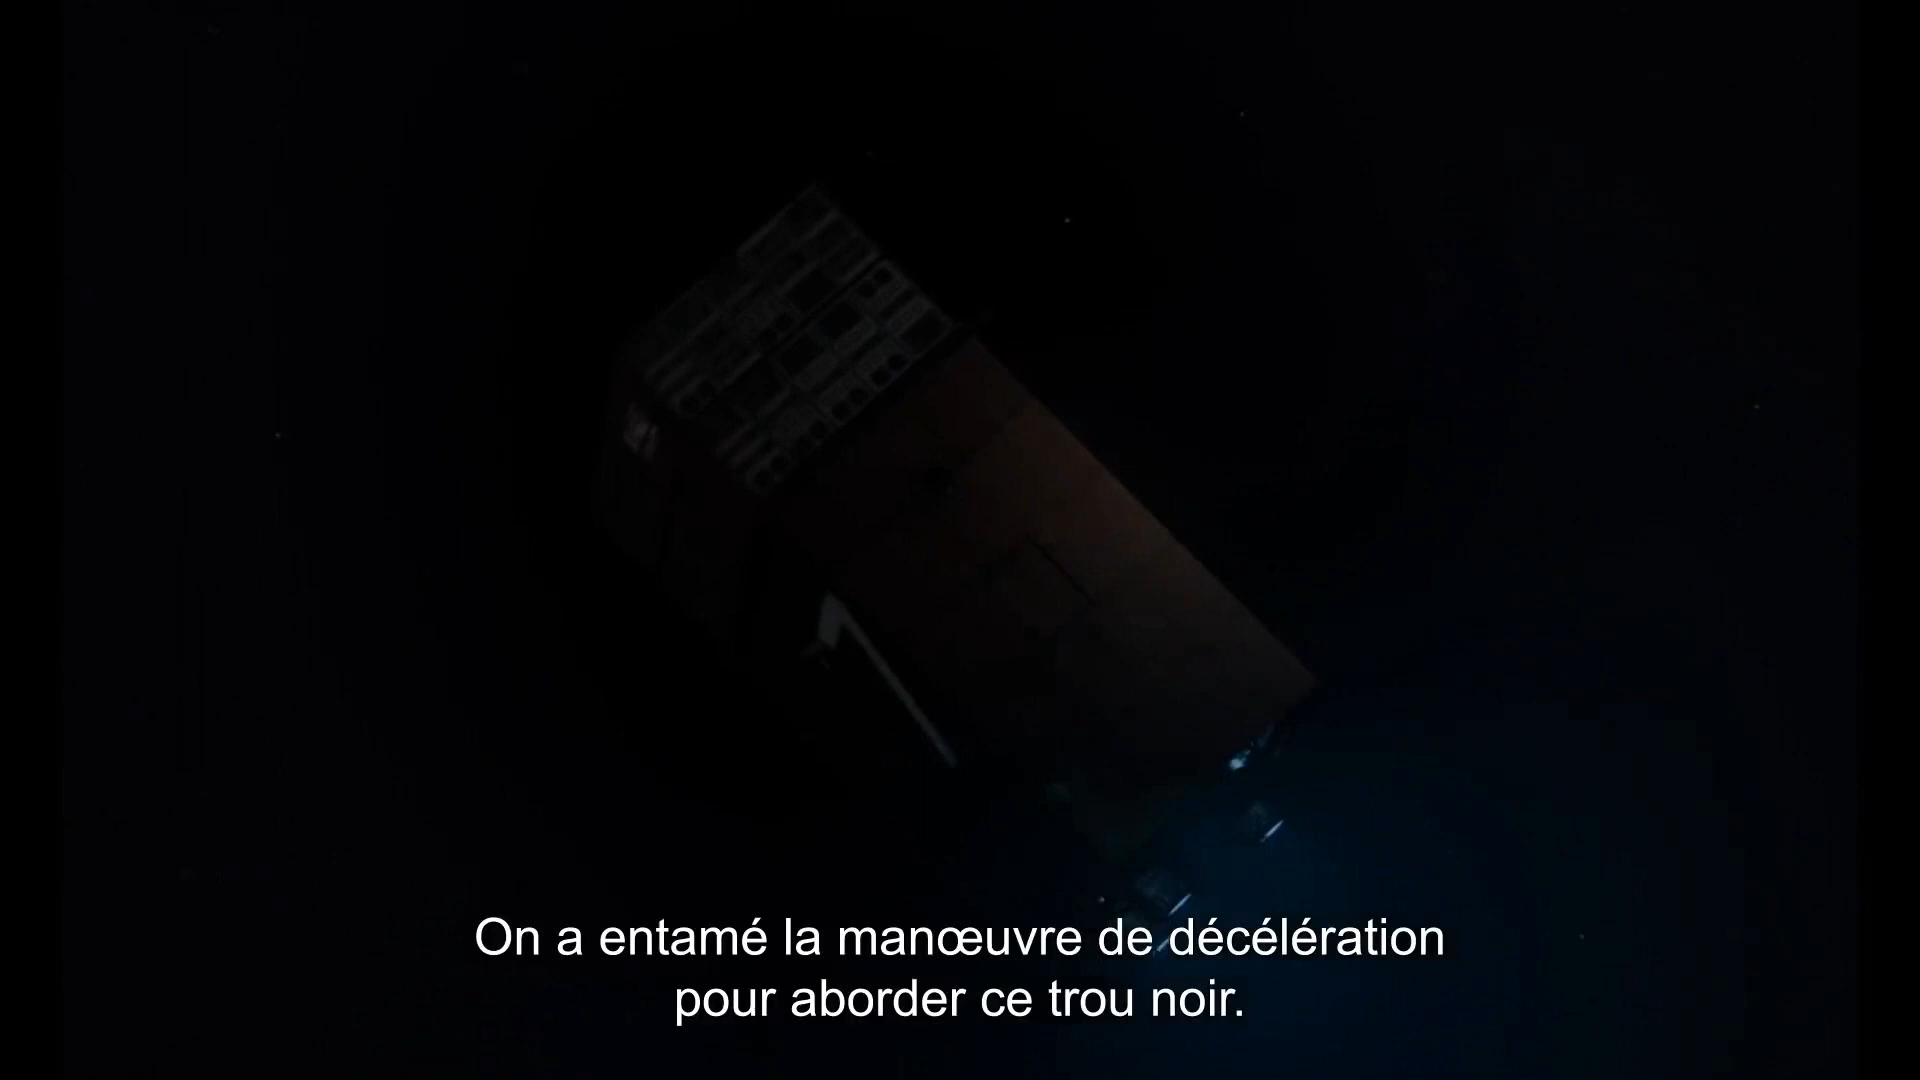 On a entamé la manœuvre de décélération
pour aborder ce trou noir.